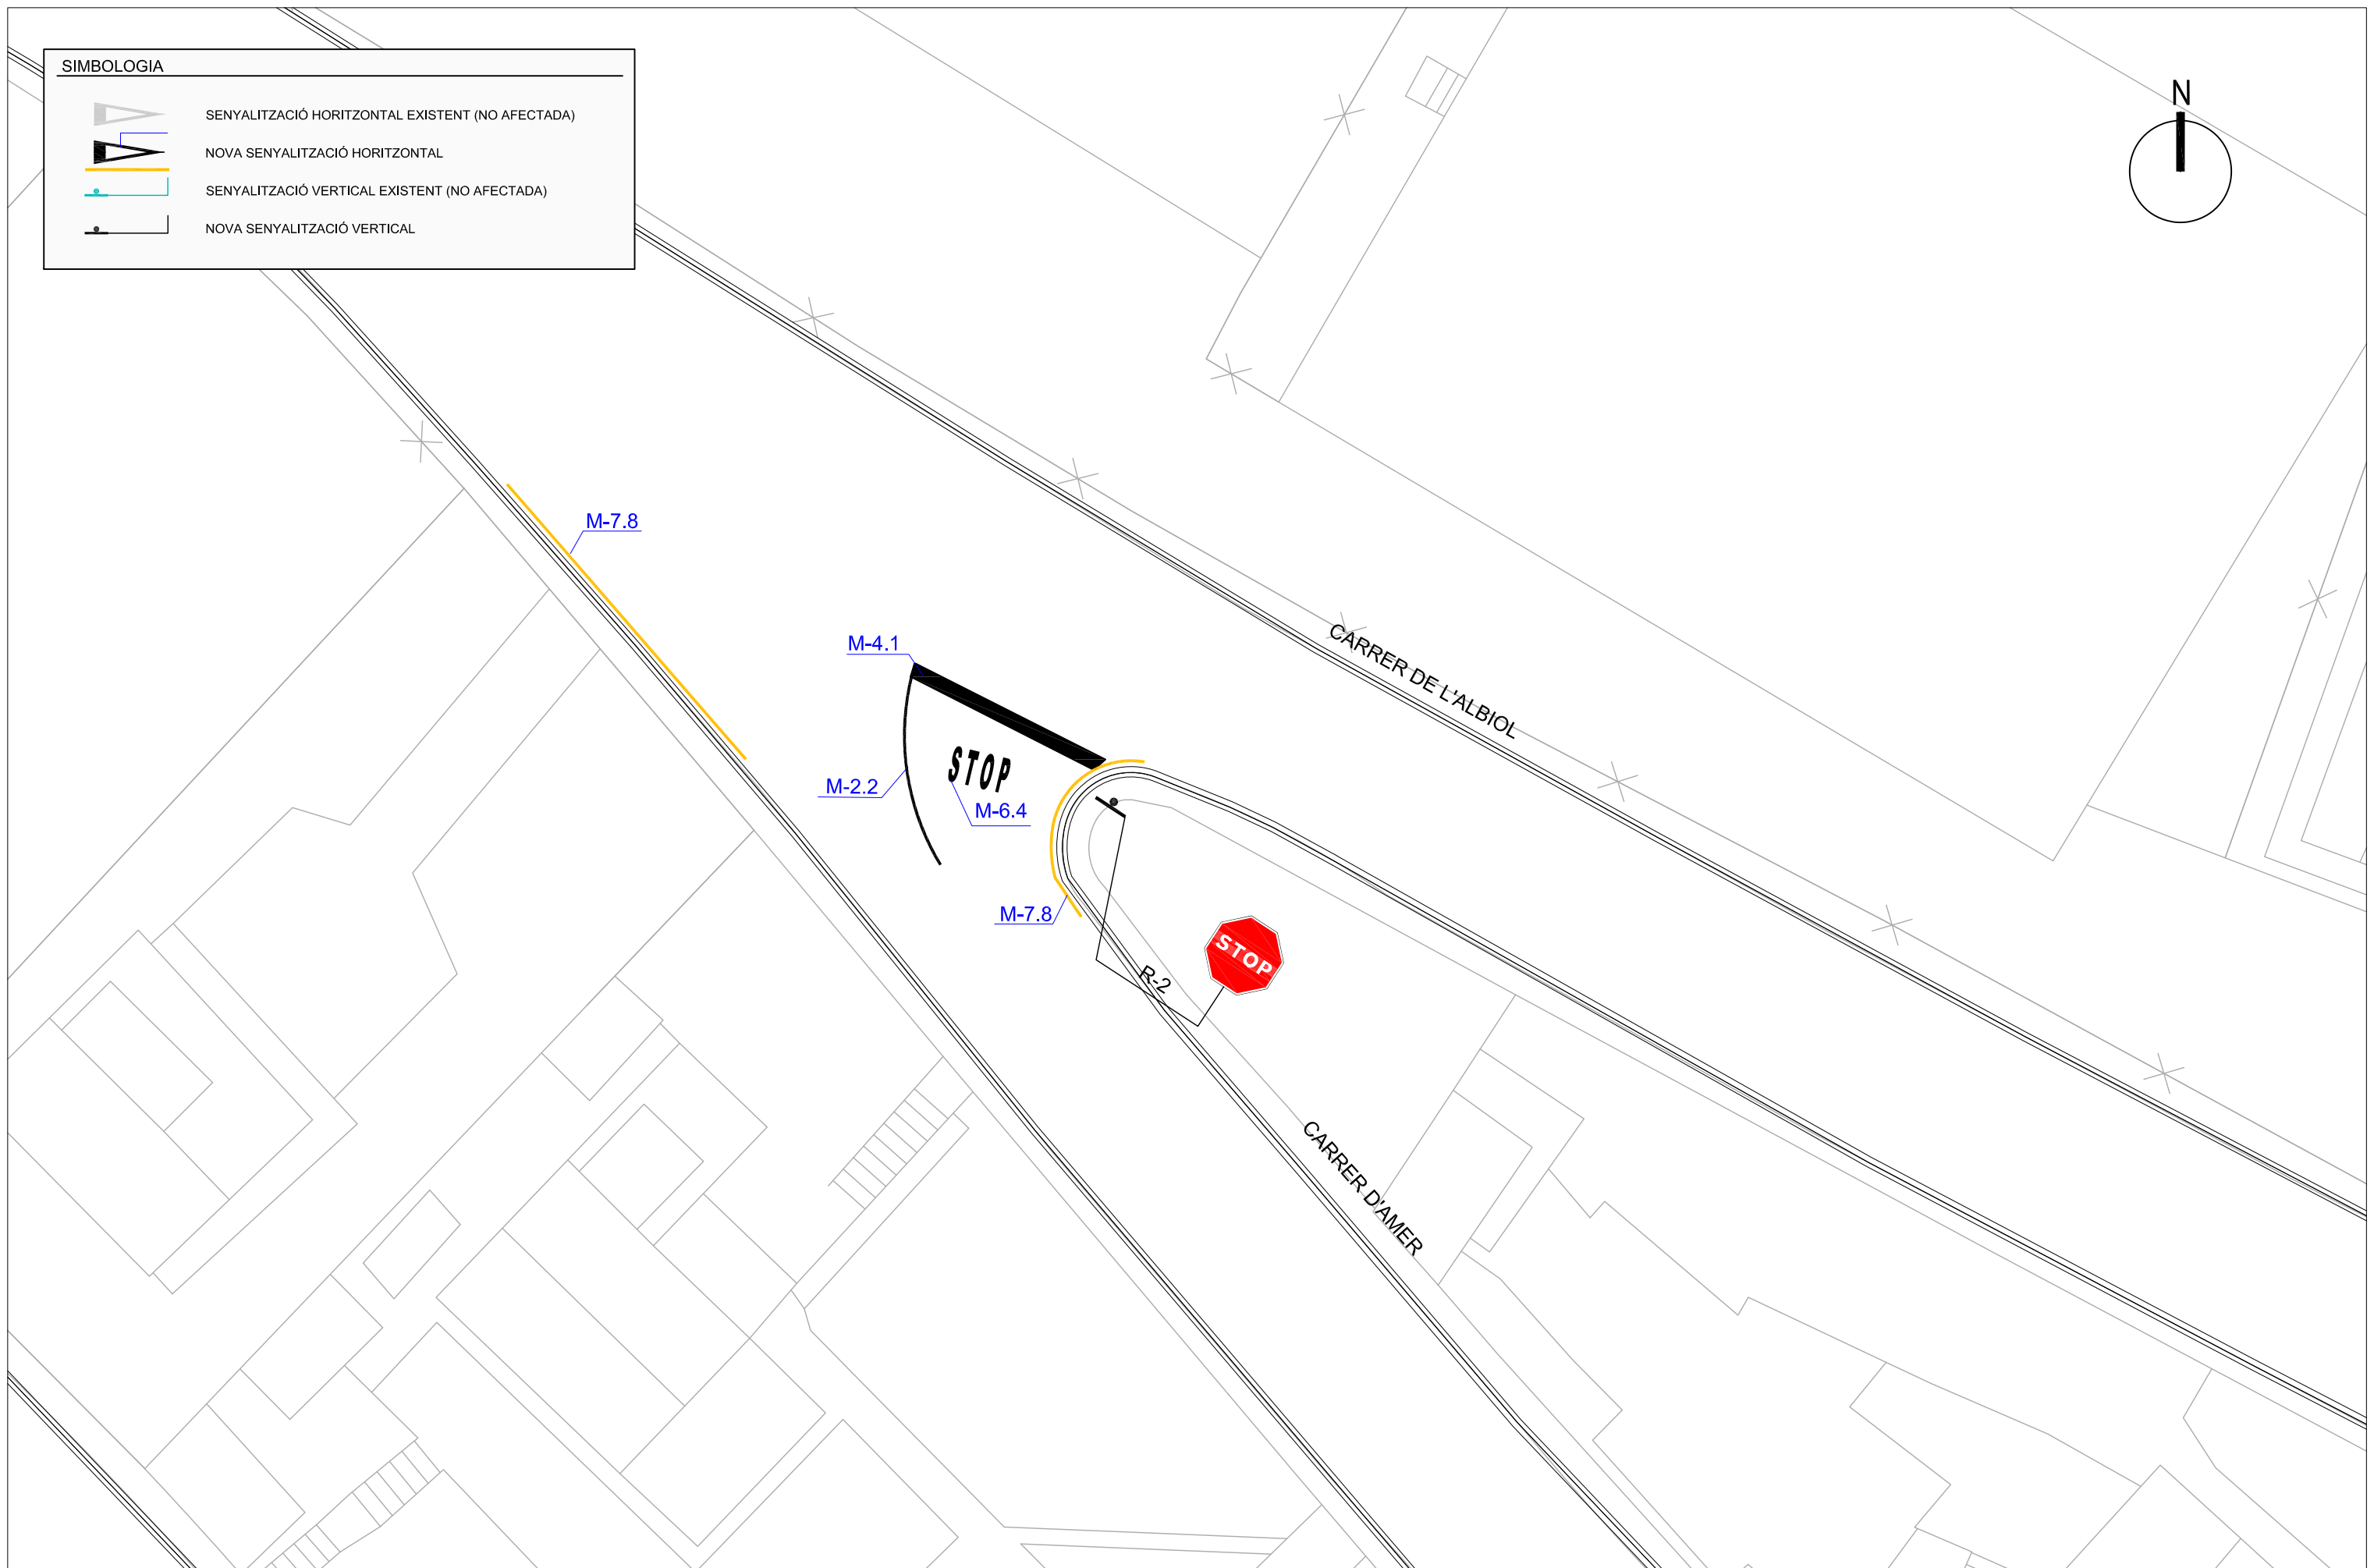 SIMBOLOGIA
SENYALITZACIÓ HORITZONTAL EXISTENT (NO AFECTADA)
NOVA SENYALITZACIÓ HORITZONTAL
SENYALITZACIÓ VERTICAL EXISTENT (NO AFECTADA)
NOVA SENYALITZACIÓ VERTICAL
N
M-7.8
M-4.1
CARRER DE L'ALBIOL
STOP
M-2.2
M-6.4
M-7.8
STOP
R-2
CARRER D'AMER